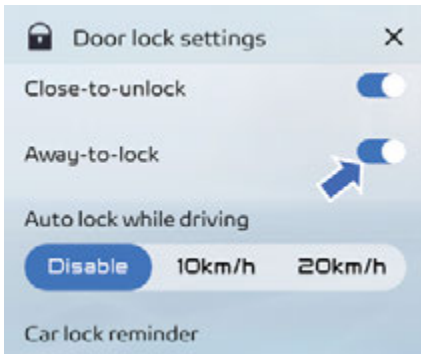 Door lock settings
Close-to-unlock
Away-to-lock
Auto lock while driving
Disable 10km/h 20km/h
Car lock reminder